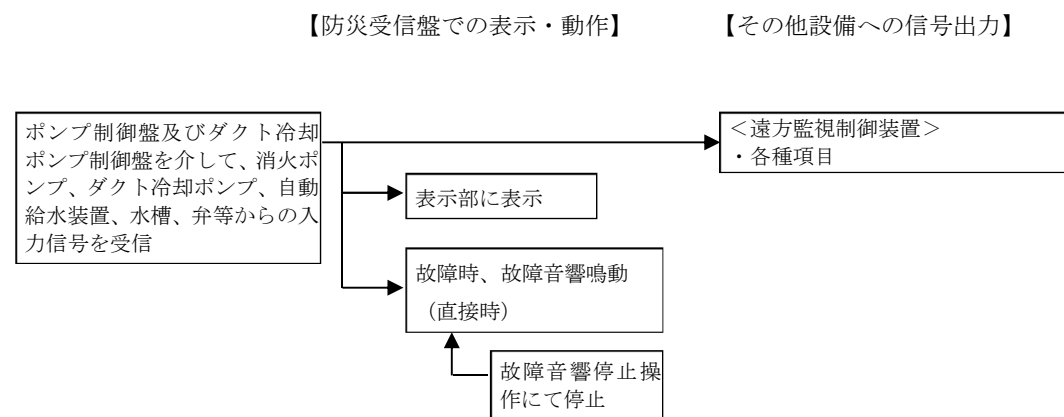 【防災受信盤での表示・動作】
【その他設備への信号出力】
ポンプ制御盤及びダクト冷却
ポンプ制御盤を介して、消火ポ
ンプ、ダクト冷却ポンプ、自動
給水装置、水槽、弁等からの入
力信号を受信
＜遠方監視制御装置＞
・各種項目
表示部に表示
故障時、故障音響鳴動
（直接時）
故障音響停止操
作にて停止